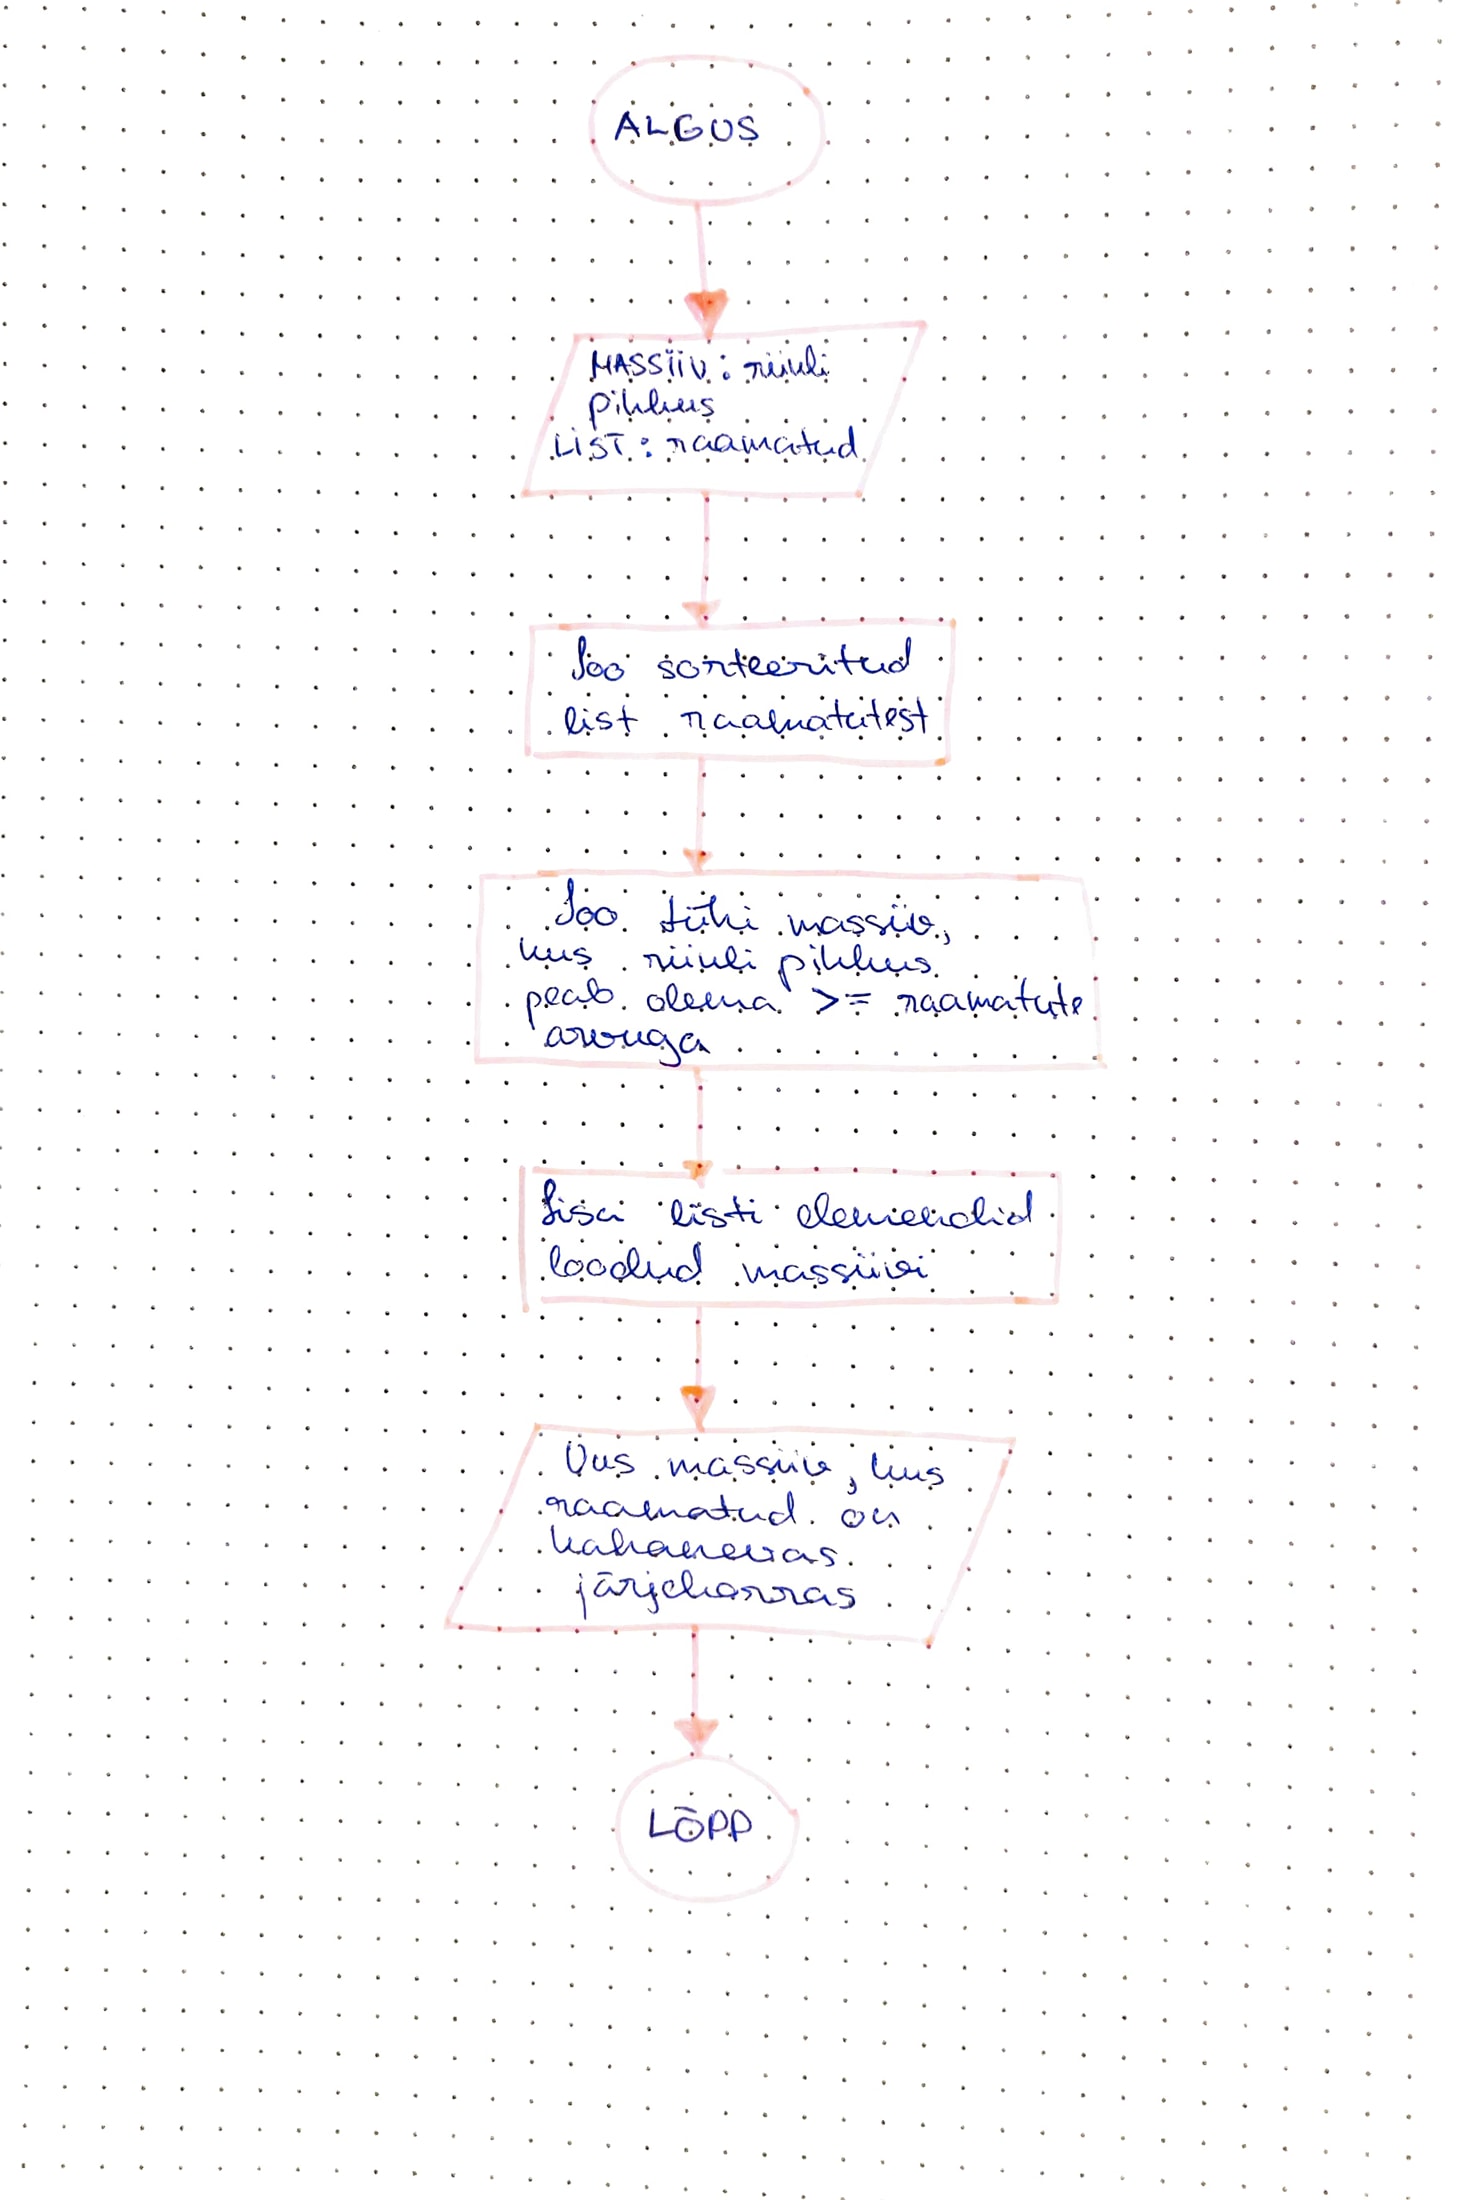 ALGUS
MASSIIV: riiuli
pikkus
LIST: raamatud
Loo sorteeritud
list raamatutest
Loo tühi massiiv,
kus riiuli pikkus
peab olema >= raamatute
arvuga
Lisa listi elemendid
loodud massiivi
Uus massiiv, kus
raamatud on
kahanevas
järjekorras
LÕPP